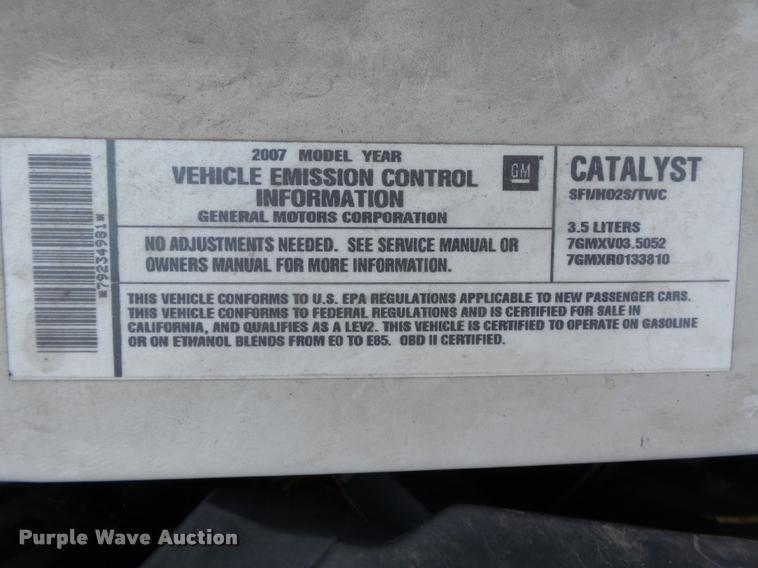 *79234981*
2007 MODEL YEAR
VEHICLE EMISSION CONTROL
INFORMATION
GENERAL MOTORS CORPORATION
GM
CATALYST
SFI/HO2S/TWC
NO ADJUSTMENTS NEEDED. SEE SERVICE MANUAL OR
OWNERS MANUAL FOR MORE INFORMATION.
3.5 LITERS
7GMXV03.5052
7GMXR0133810
THIS VEHICLE CONFORMS TO U.S. EPA REGULATIONS APPLICABLE TO NEW PASSENGER CARS.
THIS VEHICLE CONFORMS TO FEDERAL REGULATIONS AND IS CERTIFIED FOR SALE IN
CALIFORNIA, AND QUALIFIES AS A LEV2. THIS VEHICLE IS CERTIFIED TO OPERATE ON GASOLINE
OR ON ETHANOL BLENDS FROM E0 TO E85. OBD II CERTIFIED.
Purple Wave Auction